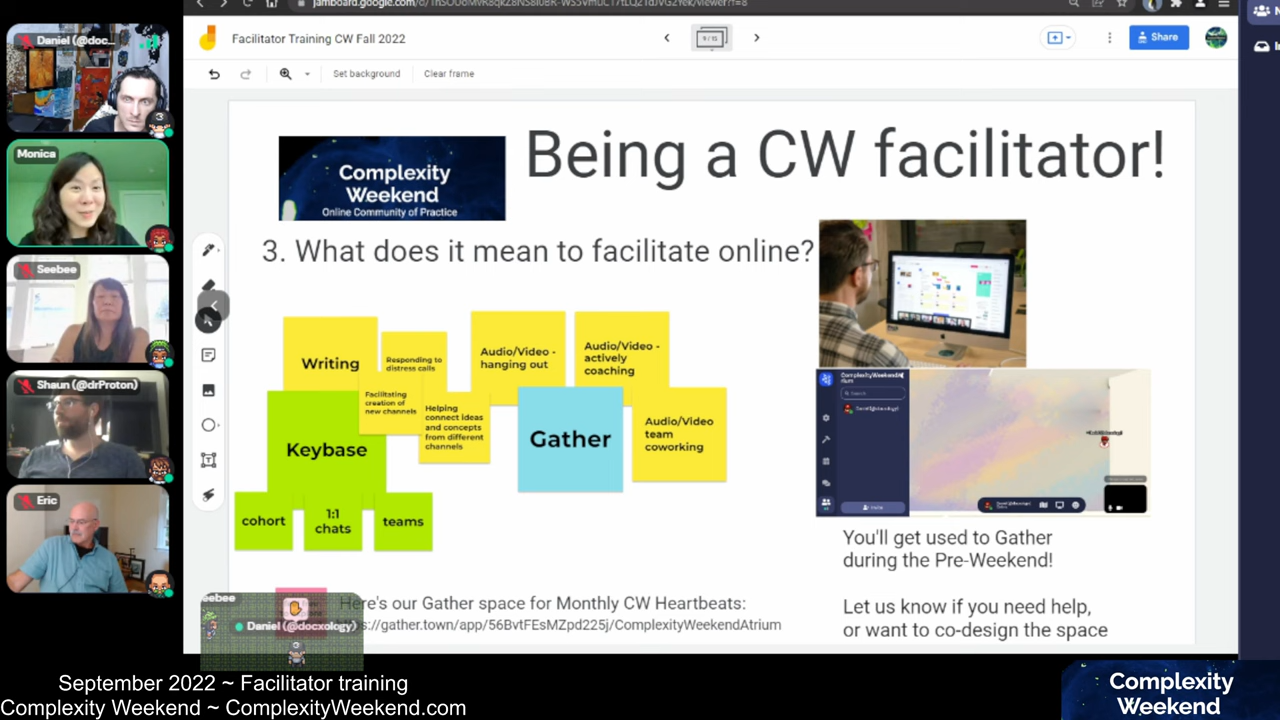 Daniel (@doc...
Monica
Seebee
Shaun (@drProton)
Eric
Facilitator Training CW Fall 2022
9 / 13
Share
Set background
Clear frame
Complexity
Weekend
Online Community of Practice
Being a CW facilitator!
3. What does it mean to facilitate online?
Writing
Responding to
distress calls
Facilitating
creation of
new channels
Helping
connect ideas
and concepts
from different
channels
Keybase
cohort
1:1
chats
teams
Audio/Video -
hanging out
Audio/Video -
actively
coaching
Gather
Audio/Video
team
coworking
You'll get used to Gather
during the Pre-Weekend!
Let us know if you need help,
or want to co-design the space
Here's our Gather space for Monthly CW Heartbeats:
s://gather.town/app/56BvtFEsMZpd225j/ComplexityWeekendAtrium
eebee
Daniel (@docxology)
September 2022 ~ Facilitator training
Complexity Weekend ~ ComplexityWeekend.com
Complexity
Weekend